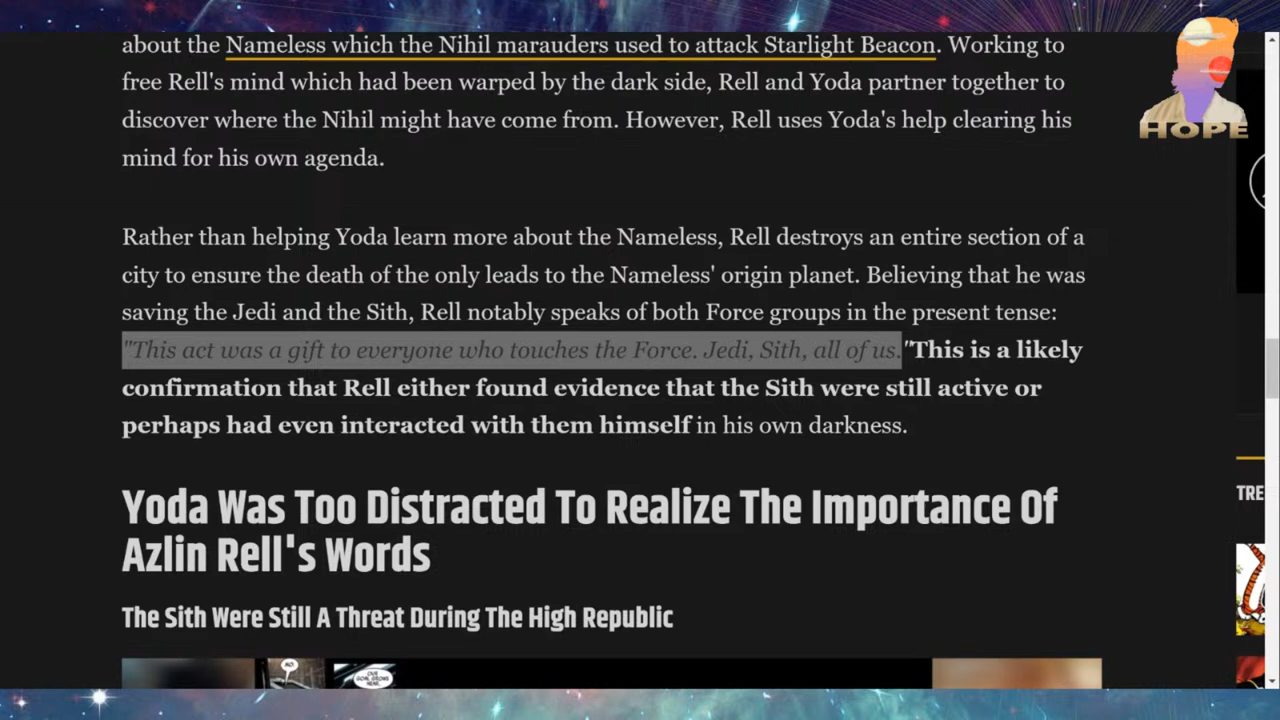 about the Nameless which the Nihil marauders used to attack Starlight Beacon. Working to
free Rell's mind which had been warped by the dark side, Rell and Yoda partner together to
discover where the Nihil might have come from. However, Rell uses Yoda's help clearing his
mind for his own agenda.
Rather than helping Yoda learn more about the Nameless, Rell destroys an entire section of a
city to ensure the death of the only leads to the Nameless' origin planet. Believing that he was
saving the Jedi and the Sith, Rell notably speaks of both Force groups in the present tense:
"This act was a gift to everyone who touches the Force. Jedi, Sith, all of us."This is a likely
confirmation that Rell either found evidence that the Sith were still active or
perhaps had even interacted with them himself in his own darkness.
Yoda Was Too Distracted To Realize The Importance Of
Azlin Rell's Words
The Sith Were Still A Threat During The High Republic
HOPE
TRE
NO!